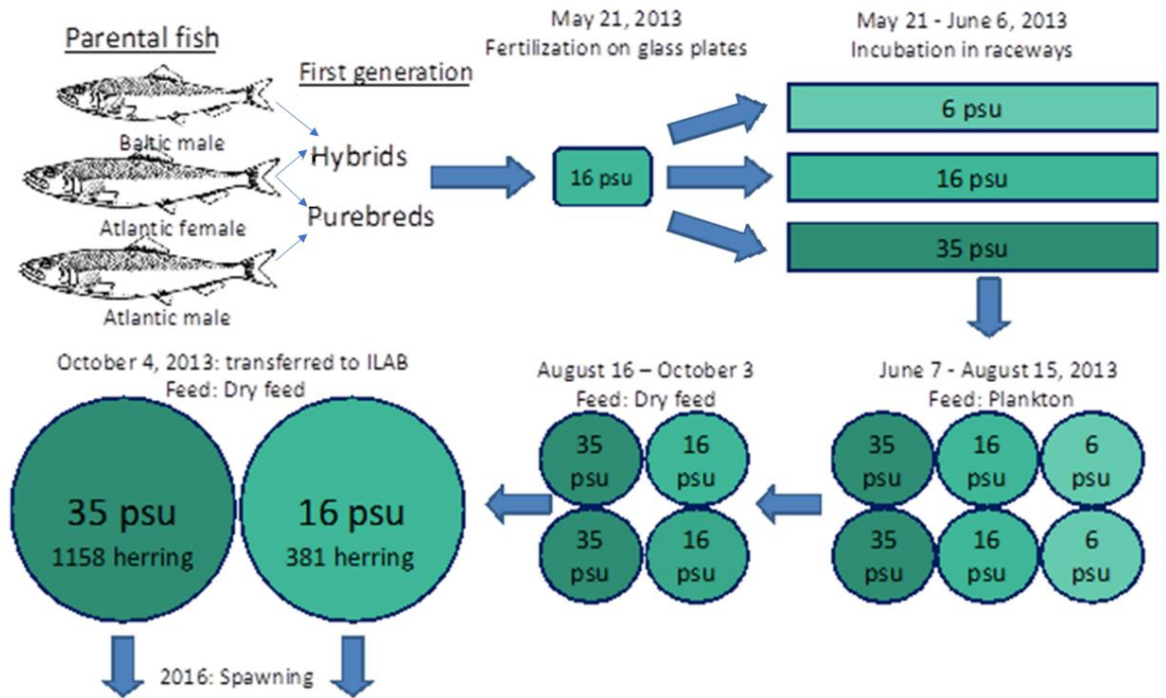 Parental fish
Baltic male
Atlantic female
Atlantic male
First generation
Hybrids
Purebreds
May 21, 2013
Fertilization on glass plates
16 psu
May 21 - June 6, 2013
Incubation in raceways
6 psu
16 psu
35 psu
June 7 - August 15, 2013
Feed: Plankton
35
psu
16
psu
6
psu
35
psu
16
psu
6
psu
August 16 – October 3
Feed: Dry feed
35
psu
16
psu
35
psu
16
psu
October 4, 2013: transferred to ILAB
Feed: Dry feed
35 psu
1158 herring
16 psu
381 herring
2016: Spawning